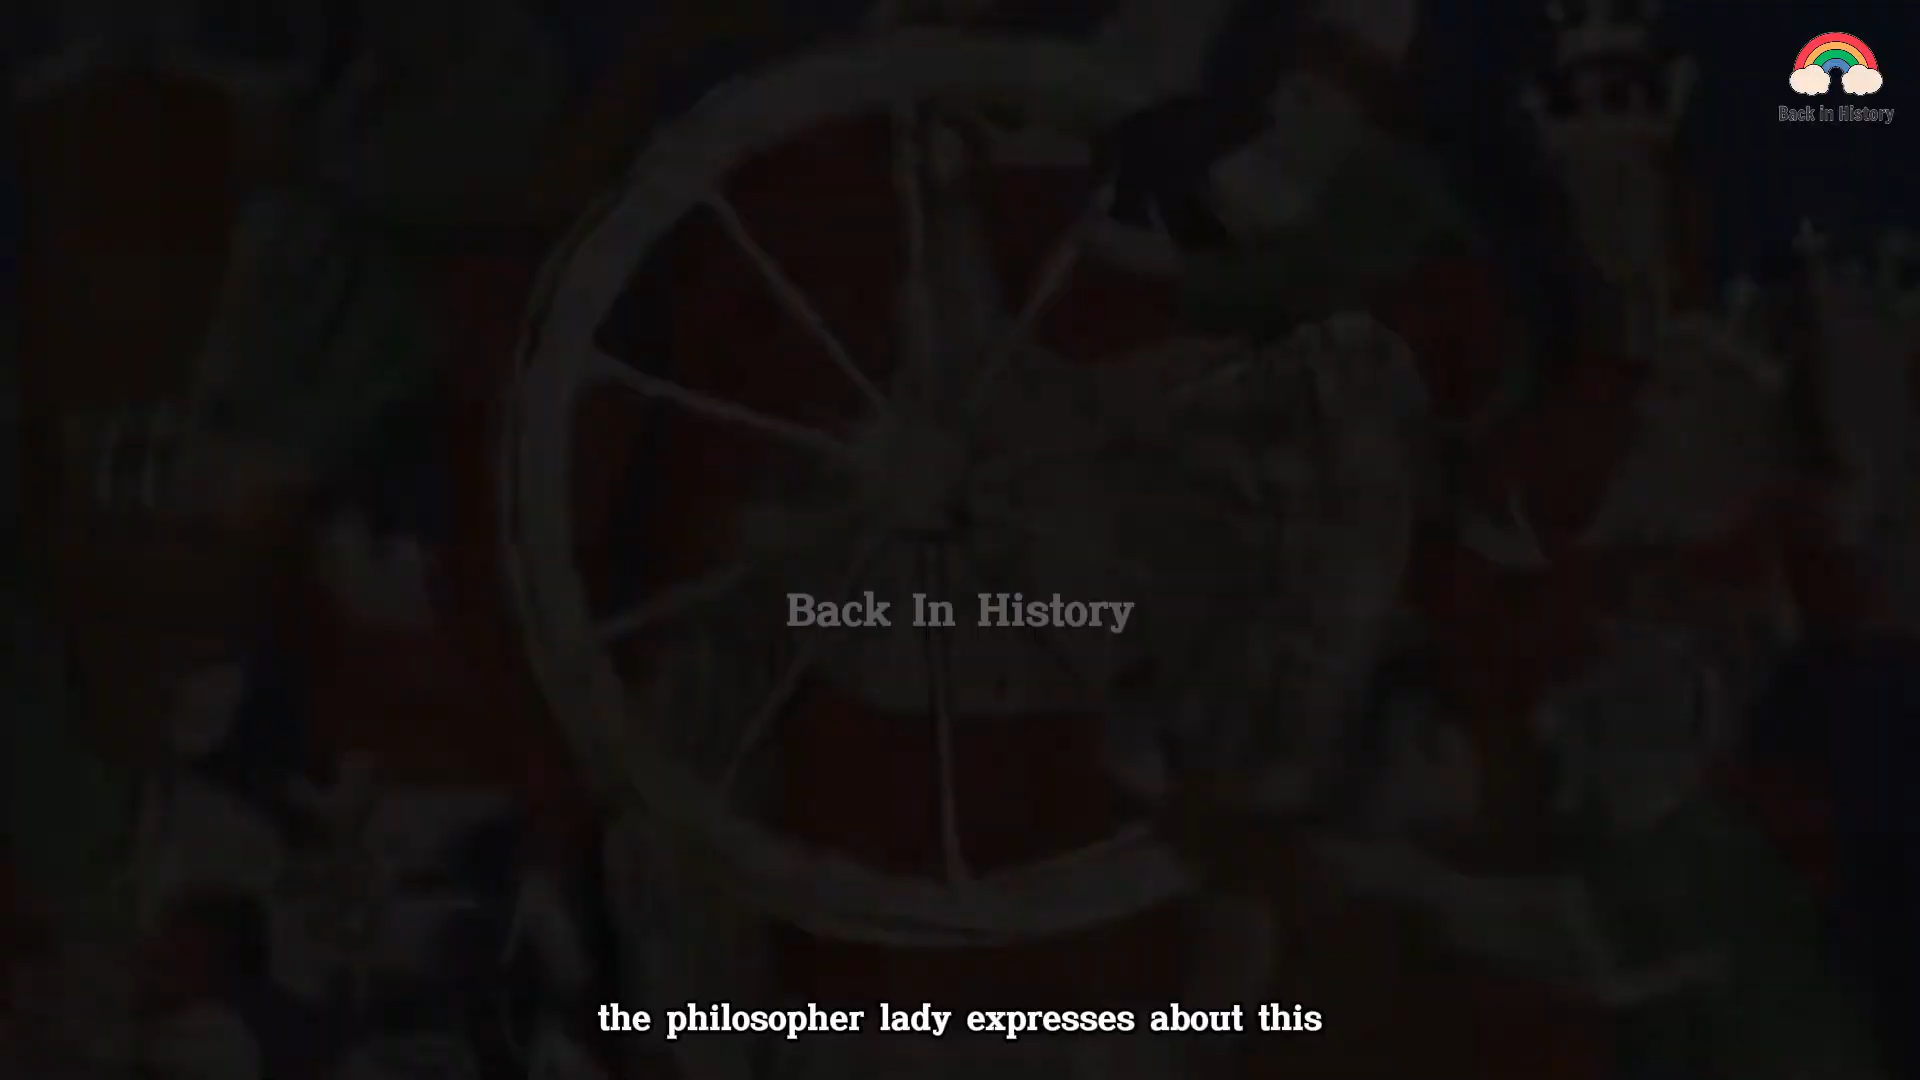 Back in History
Back In History
the philosopher lady expresses about this